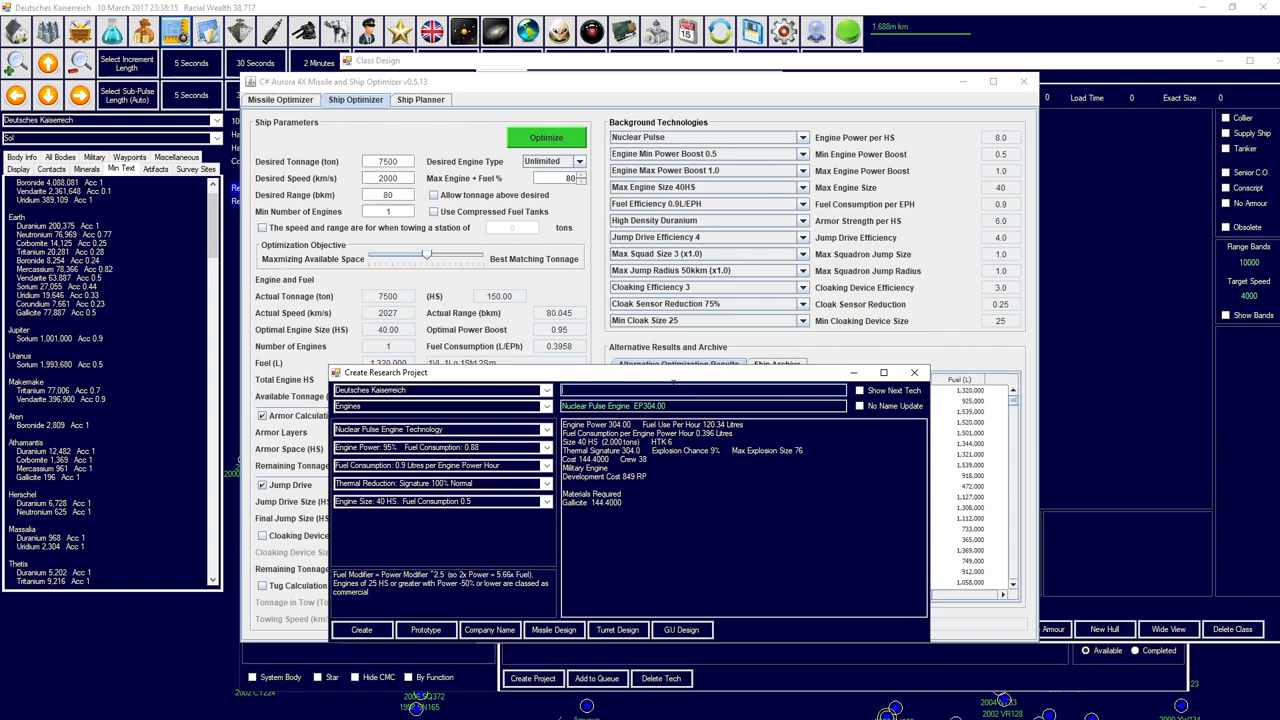 Deutsches Kaiserreich 10 March 2017 23:38:15 Racial Wealth 38,717
1.688m km
Select Increment Length
5 Seconds
30 Seconds
2 Minutes
Select Sub-Pulse Length (Auto)
5 Seconds
Class Design
Deutsches Kaiserreich
Sol
Body Info All Bodies Military Waypoints Miscellaneous
Display Contacts Minerals Min Text Artifacts Survey Sites
Boronide 4,088,081 Acc 1
Vendarite 2,361,648 Acc 0.1
Uridium 389,109 Acc 1
Earth
Duranium 200,375 Acc 1
Neutronium 76,969 Acc 0.77
Corbomite 14,125 Acc 0.25
Tritanium 20,281 Acc 0.28
Boronide 8,254 Acc 0.23
Mercassium 78,366 Acc 0.82
Vendarite 63,887 Acc 0.5
Sorium 27,055 Acc 0.44
Uridium 19,646 Acc 0.33
Corundium 7,661 Acc 0.23
Gallicite 77,887 Acc 0.5
Jupiter
Sorium 1,001,000 Acc 0.9
Uranus
Sorium 1,993,680 Acc 0.5
Makemake
Tritanium 77,006 Acc 0.7
Vendarite 396,900 Acc 0.2
Aten
Boronide 2,809 Acc 1
Athamantis
Duranium 12,482 Acc 1
Corbomite 4,225 Acc 1
Mercassium 961 Acc 1
Gallicite 196 Acc 1
Herschel
Duranium 6,728 Acc 1
Neutronium 625 Acc 1
Massalia
Duranium 968 Acc 1
Uridium 2,304 Acc 1
Thetis
Duranium 5,202 Acc 1
Tritanium 9,216 Acc 1
C# Aurora 4X Missile and Ship Optimizer v0.5.13
Missile Optimizer Ship Optimizer Ship Planner
Ship Parameters
Optimize
Desired Tonnage (ton) 7500 Desired Engine Type Unlimited
Desired Speed (km/s) 2000 Max Engine + Fuel % 80
Desired Range (bkm) 80 Allow tonnage above desired
Min Number of Engines 1 Use Compressed Fuel Tanks
The speed and range are for when towing a station of 0 tons
Optimization Objective
Maximizing Available Space Best Matching Tonnage
Engine and Fuel
Actual Tonnage (ton) 7500 (HS) 150.00
Actual Speed (km/s) 2027 Actual Range (bkm) 80.045
Optimal Engine Size (HS) 40.00 Optimal Power Boost 0.95
Number of Engines 1 Fuel Consumption (L/EPh) 0.3958
Fuel (L) 1,320,000 1VL 1Lg 1Std 2Sm
Total Engine HS
Available Tonnage
Armor Calculat
Armor Layers
Armor Space (HS)
Remaining Tonnage
Jump Drive
Jump Drive Size (HS
Final Jump Size (HS
Cloaking Device
Cloaking Device Size
Remaining Tonnage
Tug Calculation
Tonnage in Tow (To
Towing Speed (km/
Background Technologies
Nuclear Pulse Engine Power per HS 8.0
Engine Min Power Boost 0.5 Min Engine Power Boost 0.5
Engine Max Power Boost 1.0 Max Engine Power Boost 1.0
Max Engine Size 40HS Max Engine Size 40
Fuel Efficiency 0.9L/EPH Fuel Consumption per EPH 0.9
High Density Duranium Armor Strength per HS 6.0
Jump Drive Efficiency 4 Jump Drive Efficiency 4.0
Max Squad Size 3 (x1.0) Max Squadron Jump Size 1.0
Max Jump Radius 50kkm (x1.0) Max Squadron Jump Radius 1.0
Cloaking Efficiency 3 Cloaking Device Efficiency 3.0
Cloak Sensor Reduction 75% Cloak Sensor Reduction 0.25
Min Cloak Size 25 Min Cloaking Device Size 25
Alternative Results and Archive
Alternative Optimization Results Ship Archive
Fuel (L)
1,320,000
925,000
1,539,000
1,501,000
1,344,000
1,218,000
918,000
472,000
1,127,000
1,308,000
1,112,000
733,000
365,000
1,369,000
749,000
912,000
1,058,000
Create Research Project
Deutsches Kaiserreich
Show Next Tech
Engines
Nuclear Pulse Engine EP304.00
No Name Update
Nuclear Pulse Engine Technology
Engine Power: 95% Fuel Consumption: 0.88
Fuel Consumption: 0.9 Litres per Engine Power Hour
Thermal Reduction: Signature 100% Normal
Engine Size: 40 HS. Fuel Consumption 0.5
Engine Power 304.00 Fuel Use Per Hour 120.34 Litres
Fuel Consumption per Engine Power Hour 0.396 Litres
Size 40 HS (2,000 tons) HTK 6
Thermal Signature 304.0 Explosion Chance 9% Max Explosion Size 76
Cost 144.4000 Crew 38
Military Engine
Development Cost 849 RP
Materials Required
Gallicite 144.4000
Fuel Modifier = Power Modifier ^2.5 (so 2x Power = 5.66x Fuel)
Engines of 25 HS or greater with Power -50% or lower are classed as
commercial
Create Prototype Company Name Missile Design Turret Design GU Design
0 Load Time 0 Exact Size 0
Collier
Supply Ship
Tanker
Senior C.O.
Conscript
No Armour
Obsolete
Range Bands
10000
Target Speed
4000
Show Bands
Armour New Hull Wide View Delete Class
Available Completed
System Body Star Hide CMC By Function
Create Project Add to Queue Delete Tech